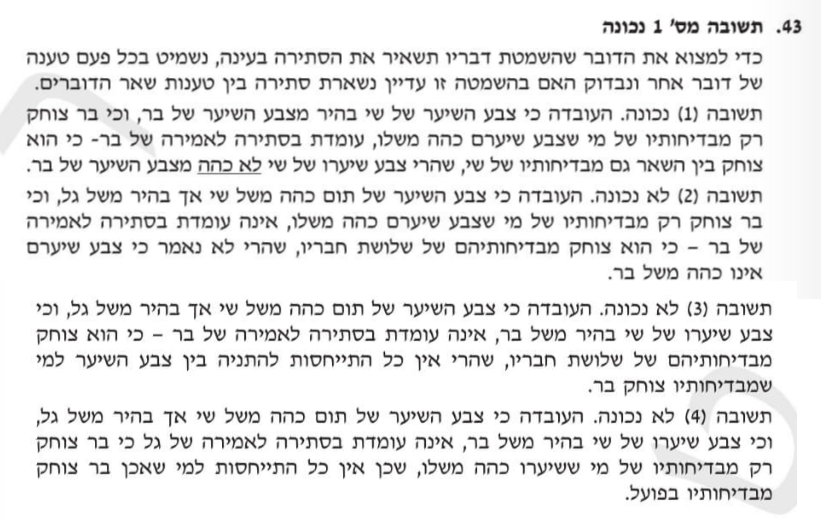 43. תשובה מס' 1 נכונה
כדי למצוא את הדובר שהשמטת דבריו תשאיר את הסתירה בעינה, נשמיט בכל פעם טענה
של דובר אחר ונבדוק האם בהשמטה זו עדיין נשארת סתירה בין טענות שאר הדוברים.
תשובה (1) נכונה. העובדה כי צבע השיער של שי בהיר מצבע השיער של בר, וכי בר צוחק
רק מבדיחותיו של מי שצבע שיערם כהה משלו, עומדת בסתירה לאמירה של בר- כי הוא
צוחק בין השאר גם מבדיחותיו של שי, שהרי צבע שיערו של שי לא כהה מצבע השיער של בר.
תשובה (2) לא נכונה. העובדה כי צבע השיער של תום כהה משל שי אך בהיר משל גל, וכי
בר צוחק רק מבדיחותיו של מי שצבע שיערם כהה משלו, אינה עומדת בסתירה לאמירה
של בר – כי הוא צוחק מבדיחותיהם של שלושת חבריו, שהרי לא נאמר כי צבע שיערם
אינו כהה משל בר.
תשובה (3) לא נכונה. העובדה כי צבע השיער של תום כהה משל שי אך בהיר משל גל, וכי
צבע שיערו של שי בהיר משל בר, אינה עומדת בסתירה לאמירה של בר – כי הוא צוחק
מבדיחותיהם של שלושת חבריו, שהרי אין כל התייחסות להתניה בין צבע השיער למי
שמבדיחותיו צוחק בר.
תשובה (4) לא נכונה. העובדה כי צבע השיער של תום כהה משל שי אך בהיר משל גל,
וכי צבע שיערו של שי בהיר משל בר, אינה עומדת בסתירה לאמירה של גל כי בר צוחק
רק מבדיחותיו של מי ששיערו כהה משלו, שכן אין כל התייחסות למי שאכן בר צוחק
מבדיחותיו בפועל.